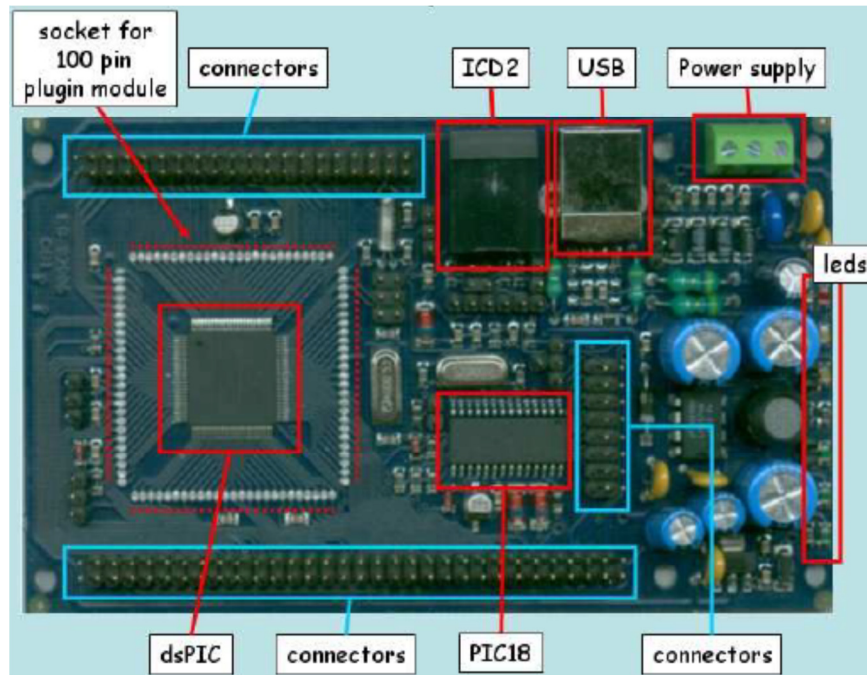 socket for
100 pin
plugin module
connectors
ICD2
USB
Power supply
leds
dsPIC
connectors
PIC18
connectors